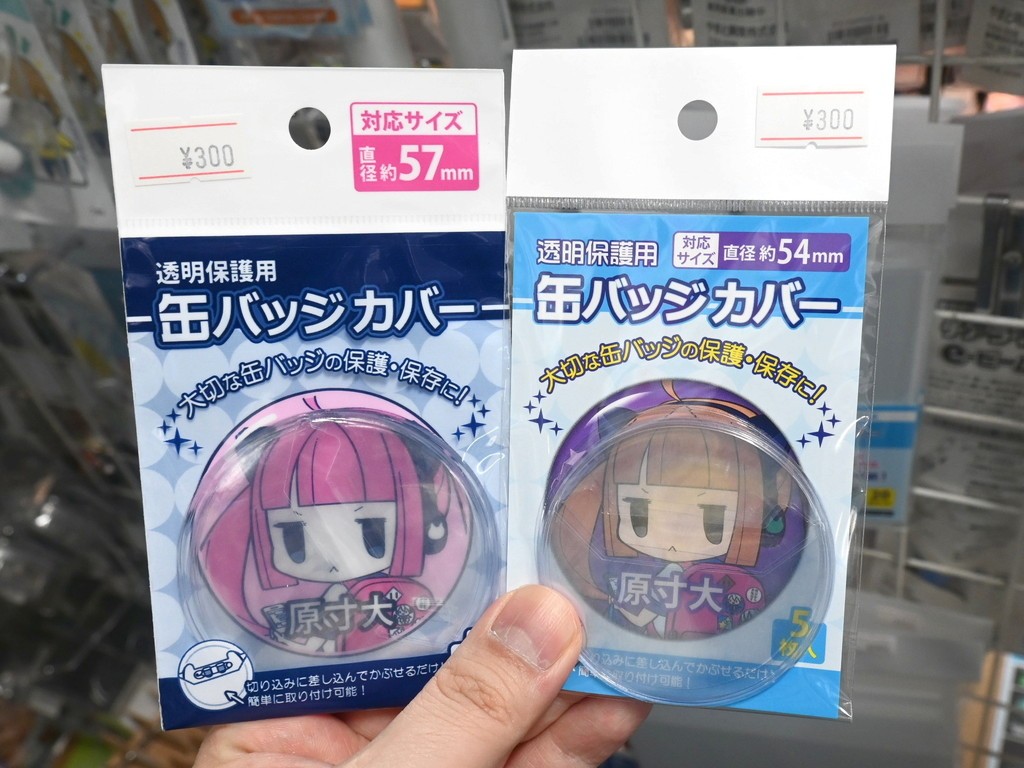 ¥300
対応サイズ
直径約57mm
透明保護用
缶バッジカバー
大切な缶バッジの保護・保存に!
原寸大
切り込みに差し込んでかぶせるだけ!
簡単に取り付け可能!
¥300
透明保護用
対応サイズ
直径約54mm
缶バッジカバー
大切な缶バッジの保護・保存に!
原寸大
5枚入
切り込みに差し込んでかぶせるだけ!
簡単に取り付け可能!